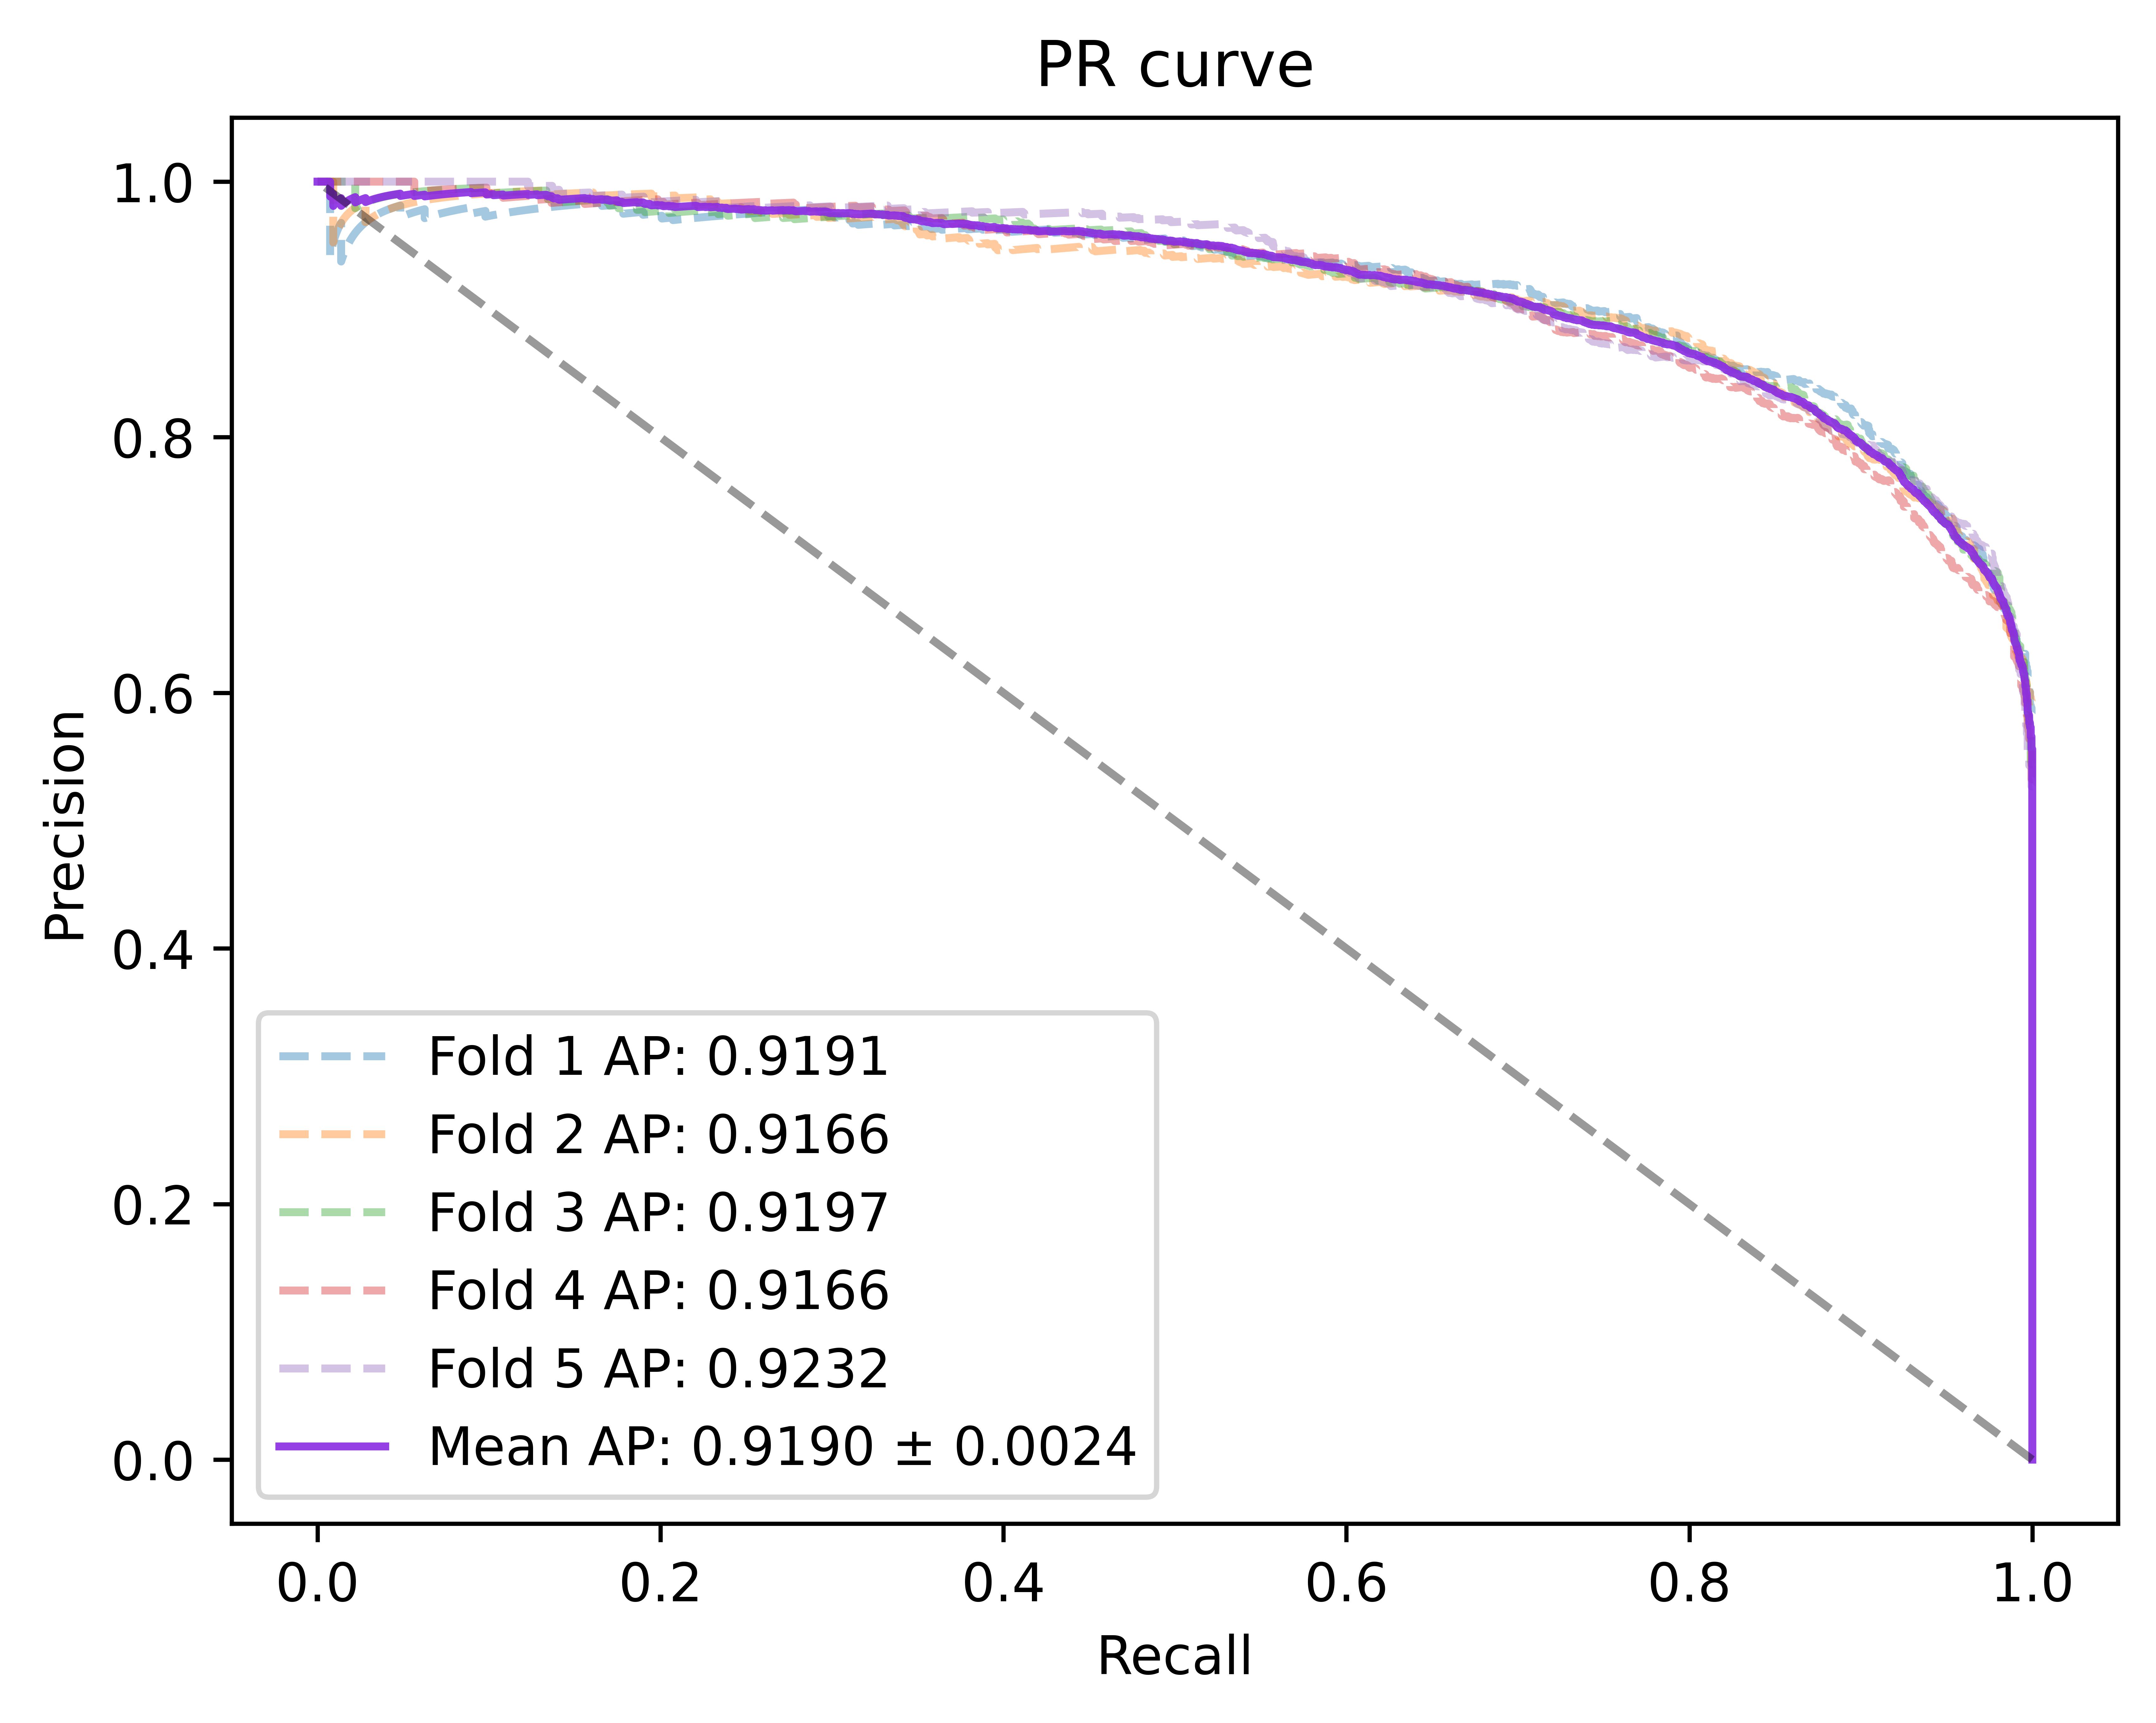 PR curve
Precision
1.0
0.8
0.6
0.4
0.2
0.0
Fold 1 AP: 0.9191
Fold 2 AP: 0.9166
Fold 3 AP: 0.9197
Fold 4 AP: 0.9166
Fold 5 AP: 0.9232
Mean AP: 0.9190 ± 0.0024
0.0 0.2 0.4 0.6 0.8 1.0
Recall